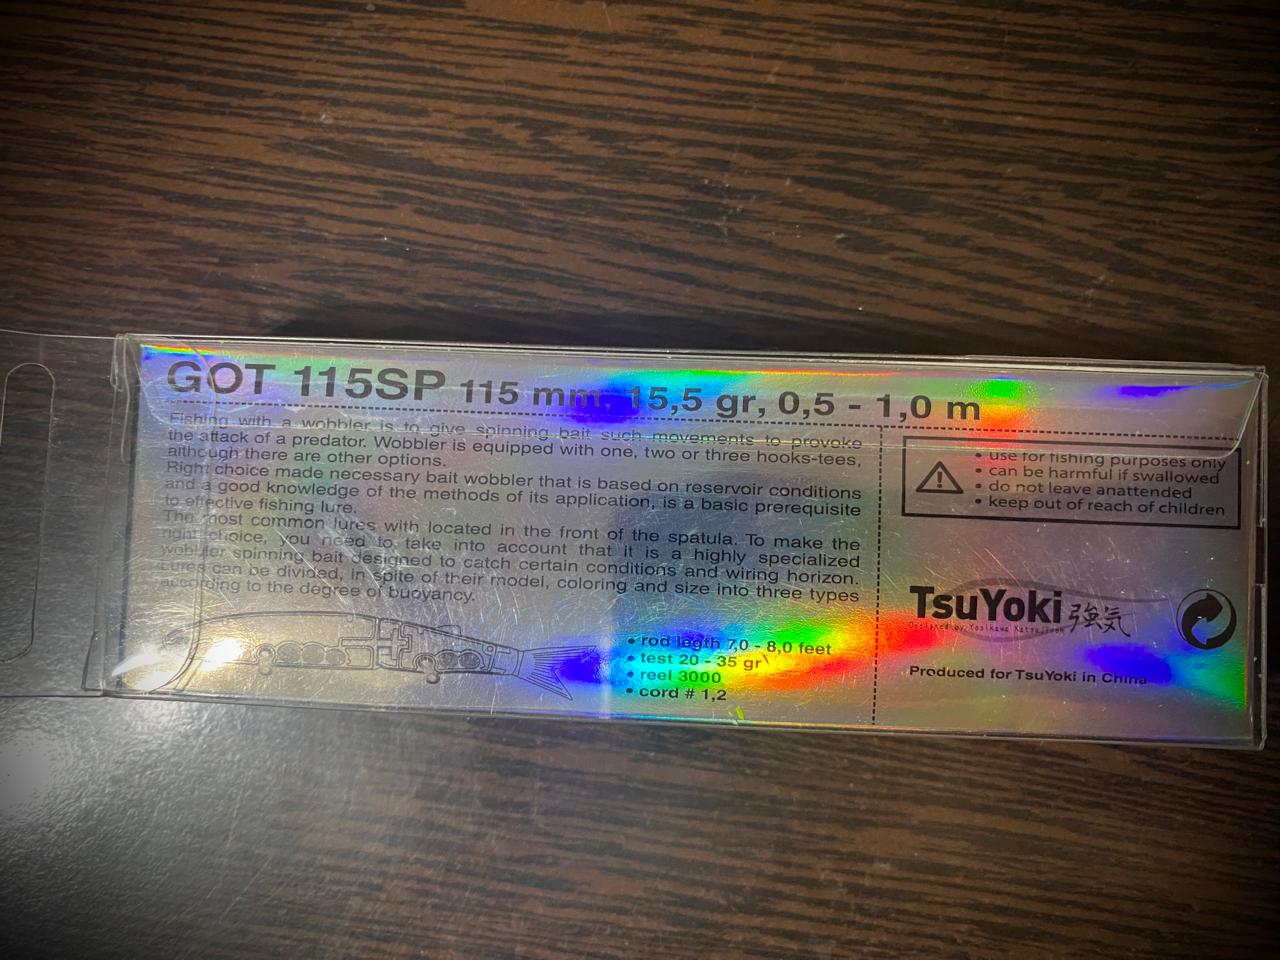 GOT 115SP 115 mm, 15,5 gr, 0,5 - 1,0 m
Fishing with a wobbler is to give spinning bait such movements to provoke
the attack of a predator. Wobbler is equipped with one, two or three hooks-tees,
although there are other options.
Right choice made necessary bait wobbler that is based on reservoir conditions
and a good knowledge of the methods of its application, is a basic prerequisite
to effective fishing lure.
The most common lures with located in the front of the spatula. To make the
right choice, you need to take into account that it is a highly specialized
wobbler spinning bait designed to catch certain conditions and wiring horizon.
Lures can be divided, in spite of their model, coloring and size into three types
according to the degree of buoyancy.
• rod legth 7,0 - 8,0 feet
• test 20 - 35 gr
• reel 3000
• cord # 1,2
• use for fishing purposes only
• can be harmful if swallowed
• do not leave anattended
• keep out of reach of children
TsuYoki 強気
Designed by Yosikawa
Produced for TsuYoki in China